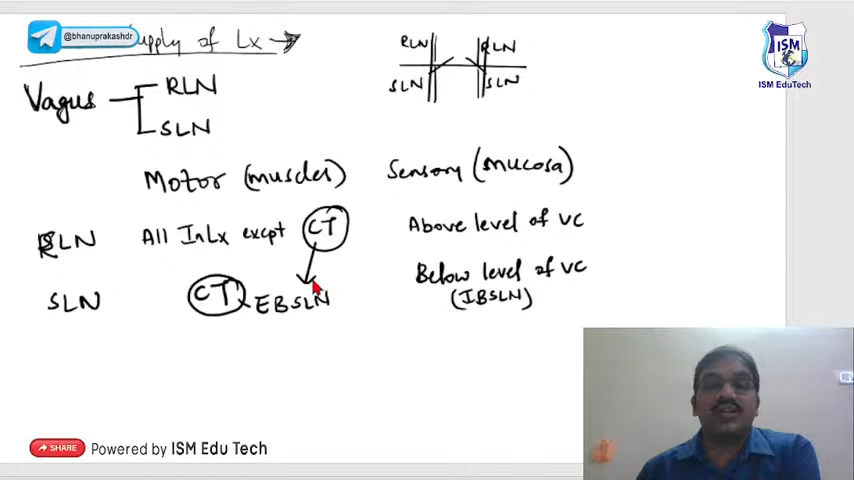 @bhanuprakashdr
upply of Lx →
RLN RLN
SLN SLN
ISM
ISM EduTech
Vagus RLN
SLN
Motor (muscles) Sensory (mucosa)
RLN All InLx excpt CT Above level of VC
SLN CT EBSLN Below level of VC
(IBSLN)
SHARE Powered by ISM Edu Tech